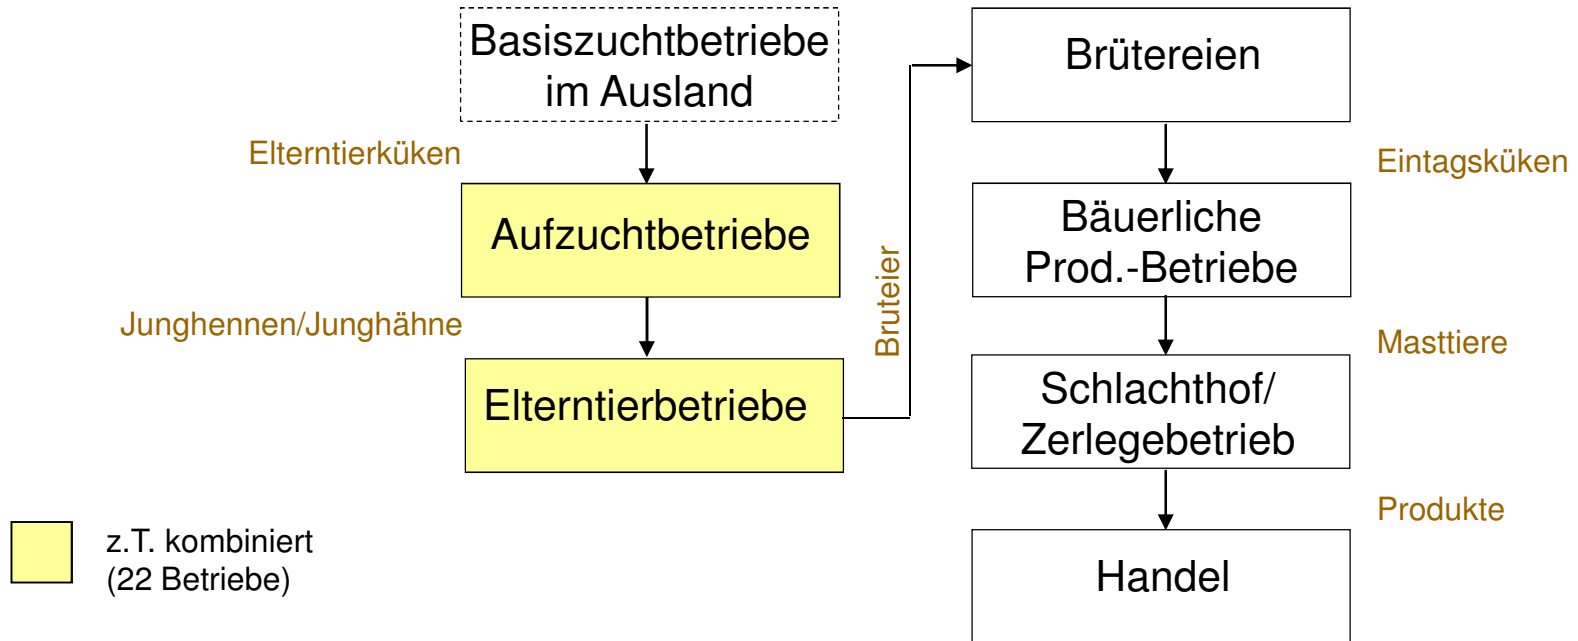 Basiszuchtbetriebe
im Ausland
Elterntierküken
Aufzuchtbetriebe
Junghennen/Junghähne
Elterntierbetriebe
Bruteier
Brütereien
Eintagsküken
Bäuerliche
Prod.-Betriebe
Masttiere
Schlachthof/
Zerlegebetrieb
Produkte
Handel
z.T. kombiniert
(22 Betriebe)